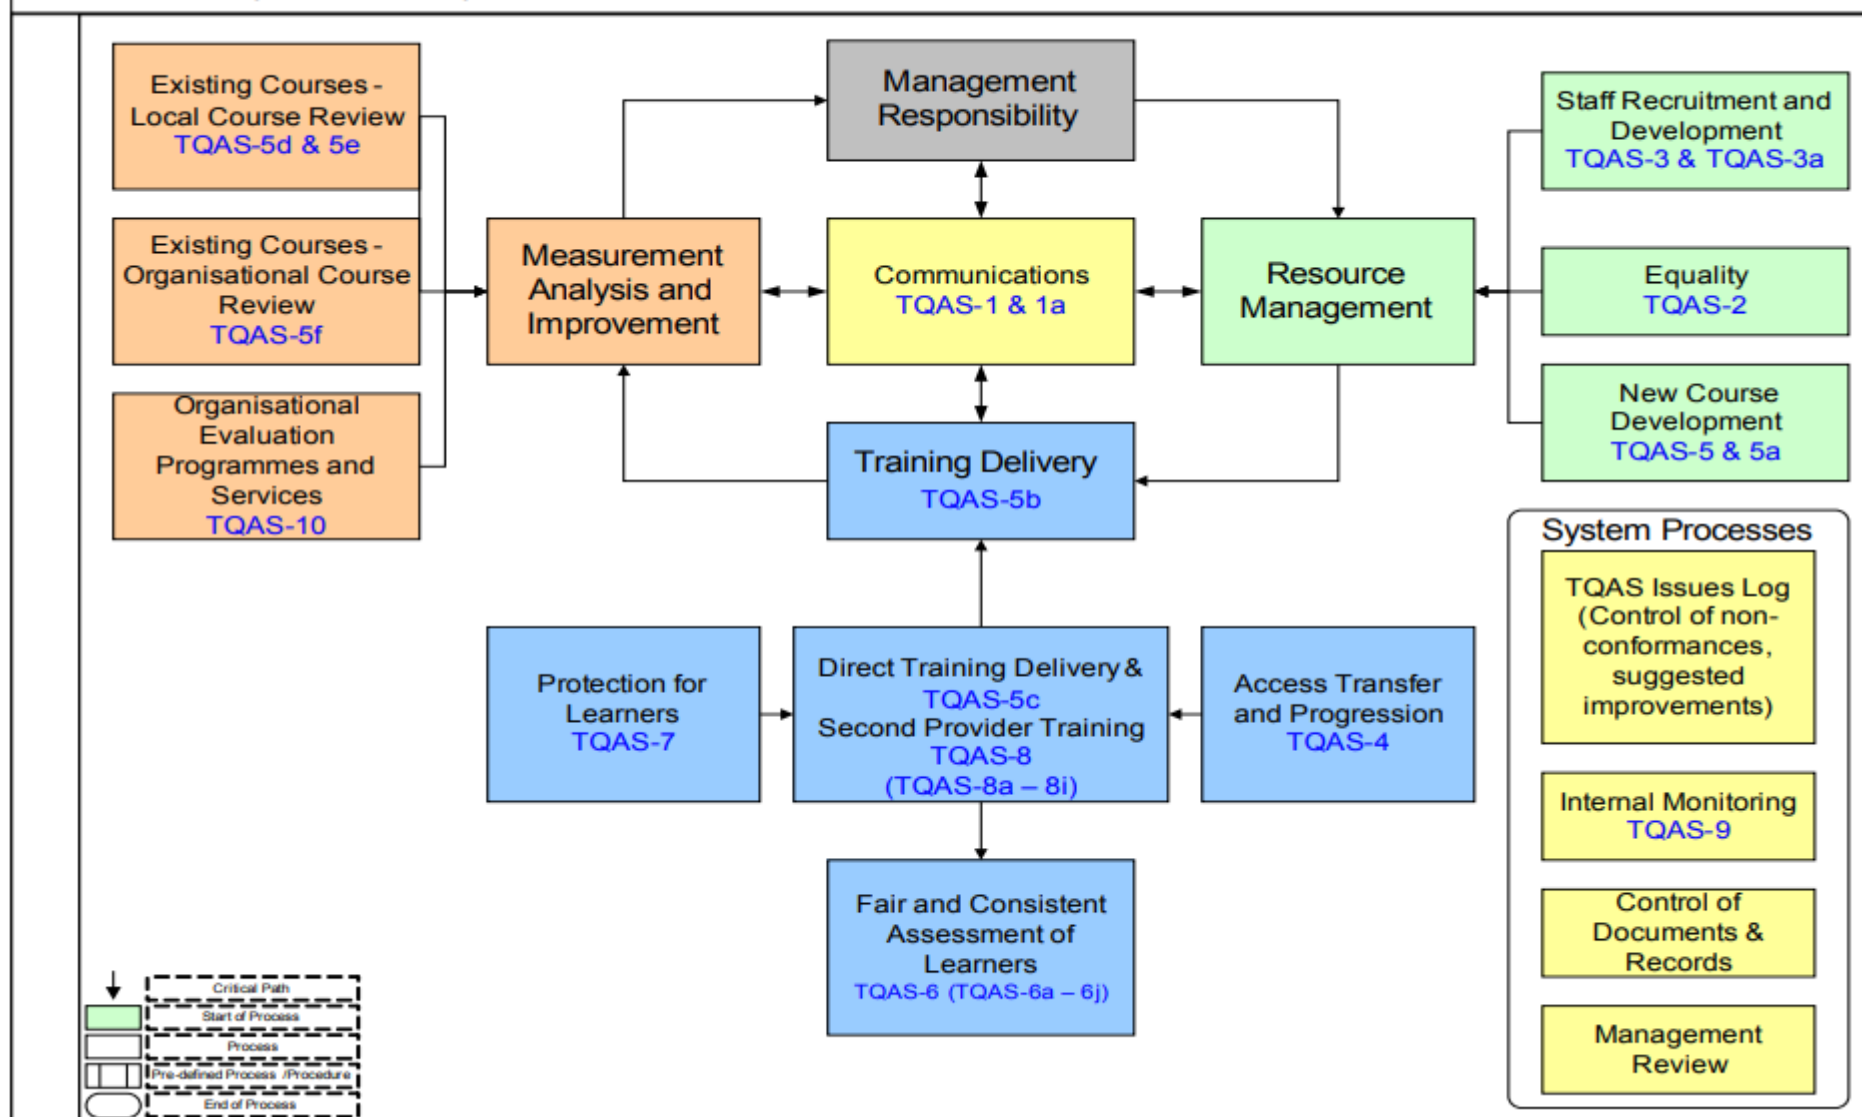 Existing Courses -
Local Course Review
TQAS-5d & 5e
Existing Courses -
Organisational Course
Review
TQAS-5f
Organisational
Evaluation
Programmes and
Services
TQAS-10
Management
Responsibility
Measurement
Analysis and
Improvement
Communications
TQAS-1 & 1a
Resource
Management
Training Delivery
TQAS-5b
Staff Recruitment and
Development
TQAS-3 & TQAS-3a
Equality
TQAS-2
New Course
Development
TQAS-5 & 5a
Protection for
Learners
TQAS-7
Direct Training Delivery &
TQAS-5c
Second Provider Training
TQAS-8
(TQAS-8a – 8i)
Access Transfer
and Progression
TQAS-4
Fair and Consistent
Assessment of
Learners
TQAS-6 (TQAS-6a – 6j)
System Processes
TQAS Issues Log
(Control of non-
conformances,
suggested
improvements)
Internal Monitoring
TQAS-9
Control of
Documents &
Records
Management
Review
Critical Path
Start of Process
Process
Pre-defined Process /Procedure
End of Process